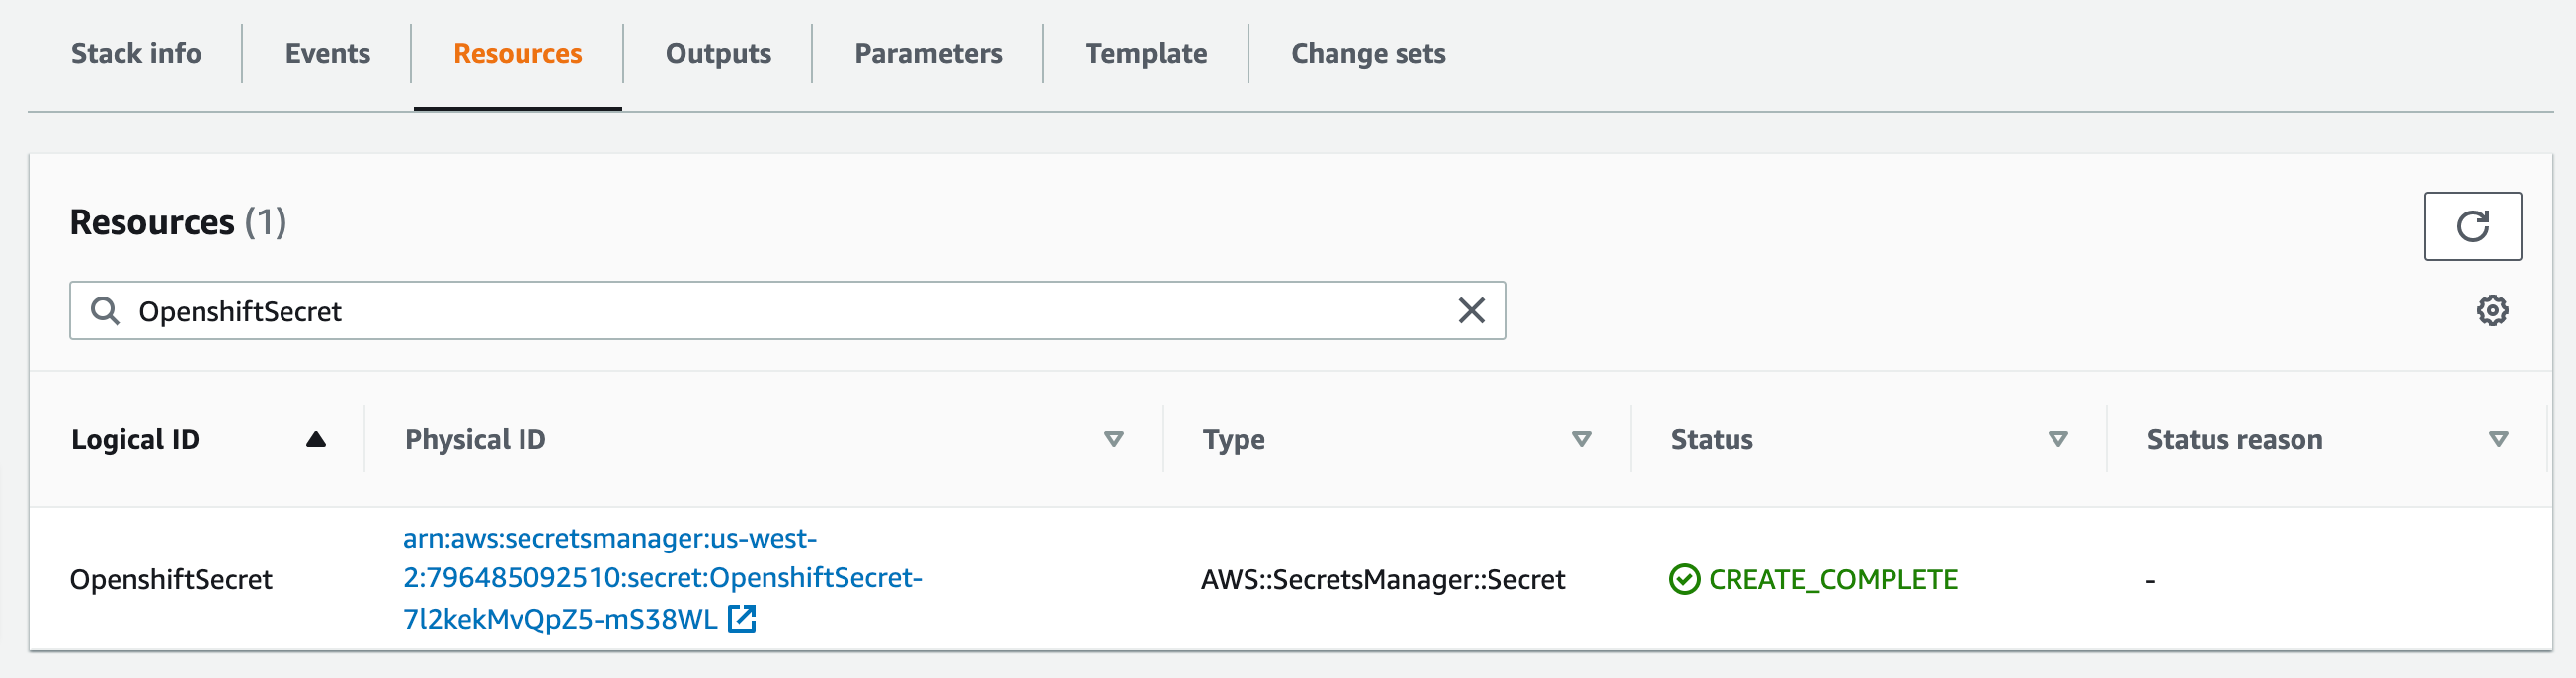 Stack info
Events
Resources
Outputs
Parameters
Template
Change sets
Resources (1)
OpenshiftSecret
Logical ID
Physical ID
Type
Status
Status reason
OpenshiftSecret
arn:aws:secretsmanager:us-west-
2:796485092510:secret:OpenshiftSecret-
7l2kekMvQpZ5-mS38WL
AWS::SecretsManager::Secret
CREATE_COMPLETE
-